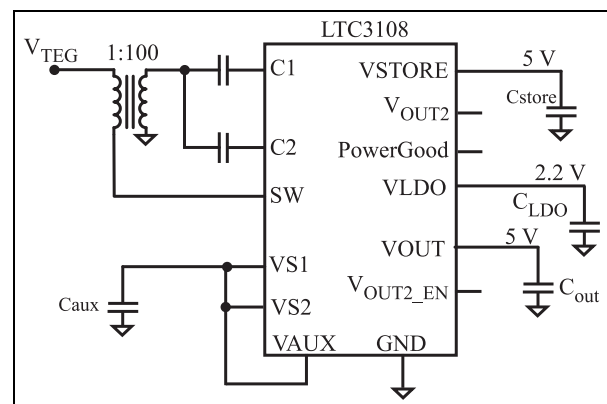 LTC3108
V_TEG
1:100
C1
C2
SW
VS1
VS2
VAUX
GND
Caux
VSTORE
5 V
Cstore
V_OUT2
PowerGood
VLDO
2.2 V
C_LDO
VOUT
5 V
C_out
V_OUT2_EN